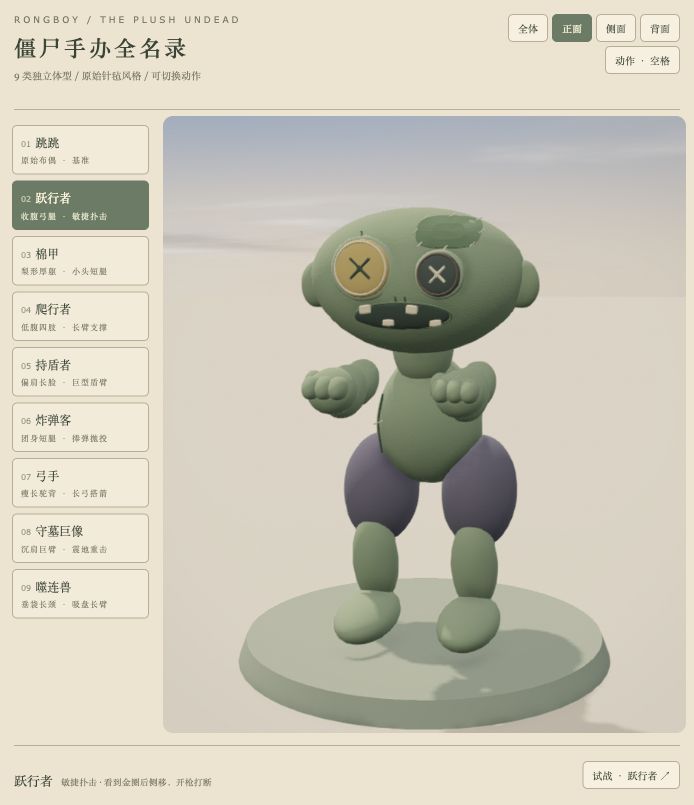 RONGBOY / THE PLUSH UNDEAD
僵尸手办全名录
9 类独立体型 / 原始针毡风格 / 可切换动作
全体 正面 侧面 背面
动作 · 空格
01 跳跳
原始布偶 · 基准
02 跃行者
收腹弓腿 · 敏捷扑击
03 棉甲
梨形厚躯 · 小头短腿
04 爬行者
低腹四肢 · 长臂支撑
05 持盾者
偏肩长脸 · 巨型盾臂
06 炸弹客
团身短腿 · 捧弹抛投
07 弓手
瘦长驼背 · 长弓搭箭
08 守墓巨像
沉肩巨臂 · 震地重击
09 噬连兽
垂袋长颈 · 吸盘长臂
跃行者 敏捷扑击 · 看到金圈后侧移，开枪打断
试战 · 跃行者 ↗